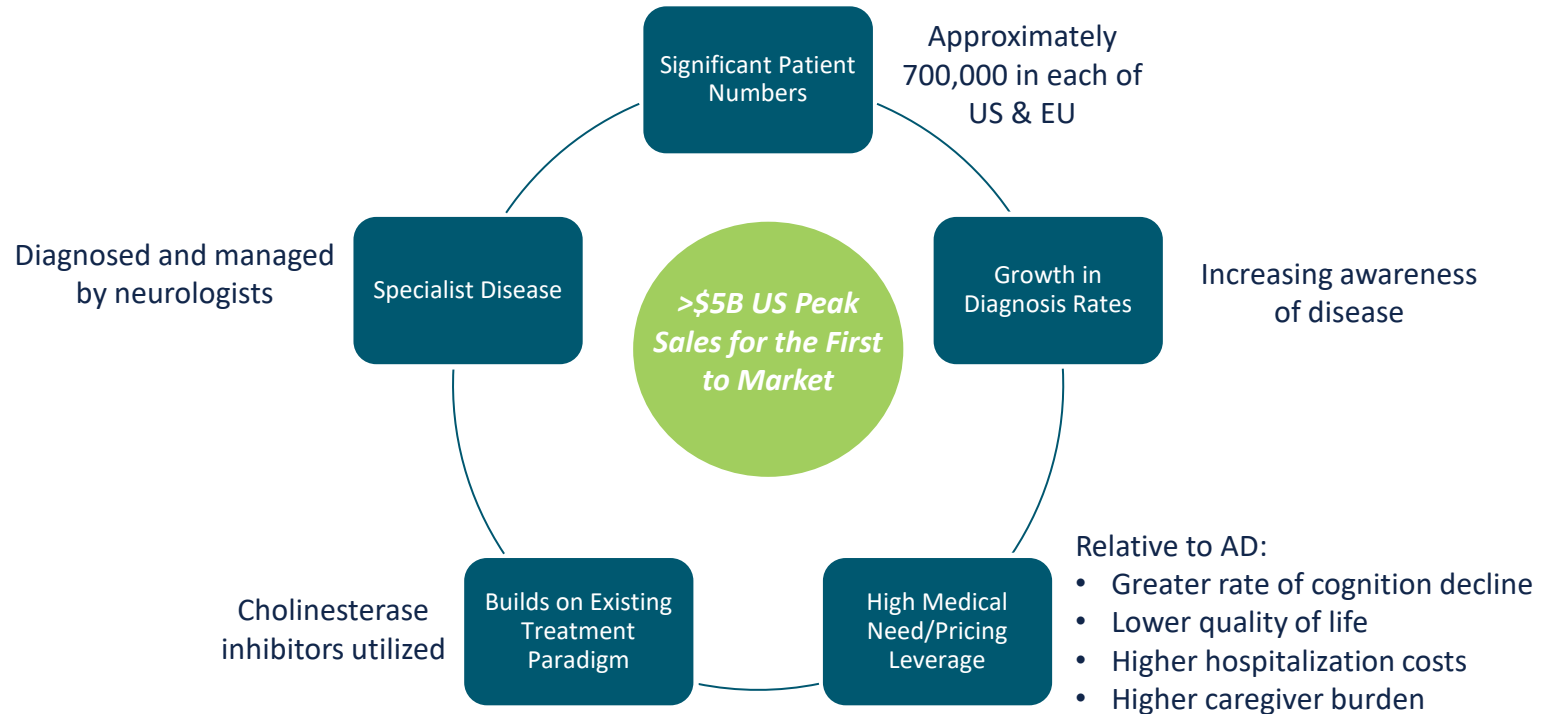 Significant Patient
Numbers
Approximately
700,000 in each of
US & EU
Growth in
Diagnosis Rates
Increasing awareness
of disease
High Medical
Need/Pricing
Leverage
Relative to AD:
• Greater rate of cognition decline
• Lower quality of life
• Higher hospitalization costs
• Higher caregiver burden
Builds on Existing
Treatment
Paradigm
Cholinesterase
inhibitors utilized
Specialist Disease
Diagnosed and managed
by neurologists
>$5B US Peak
Sales for the First
to Market